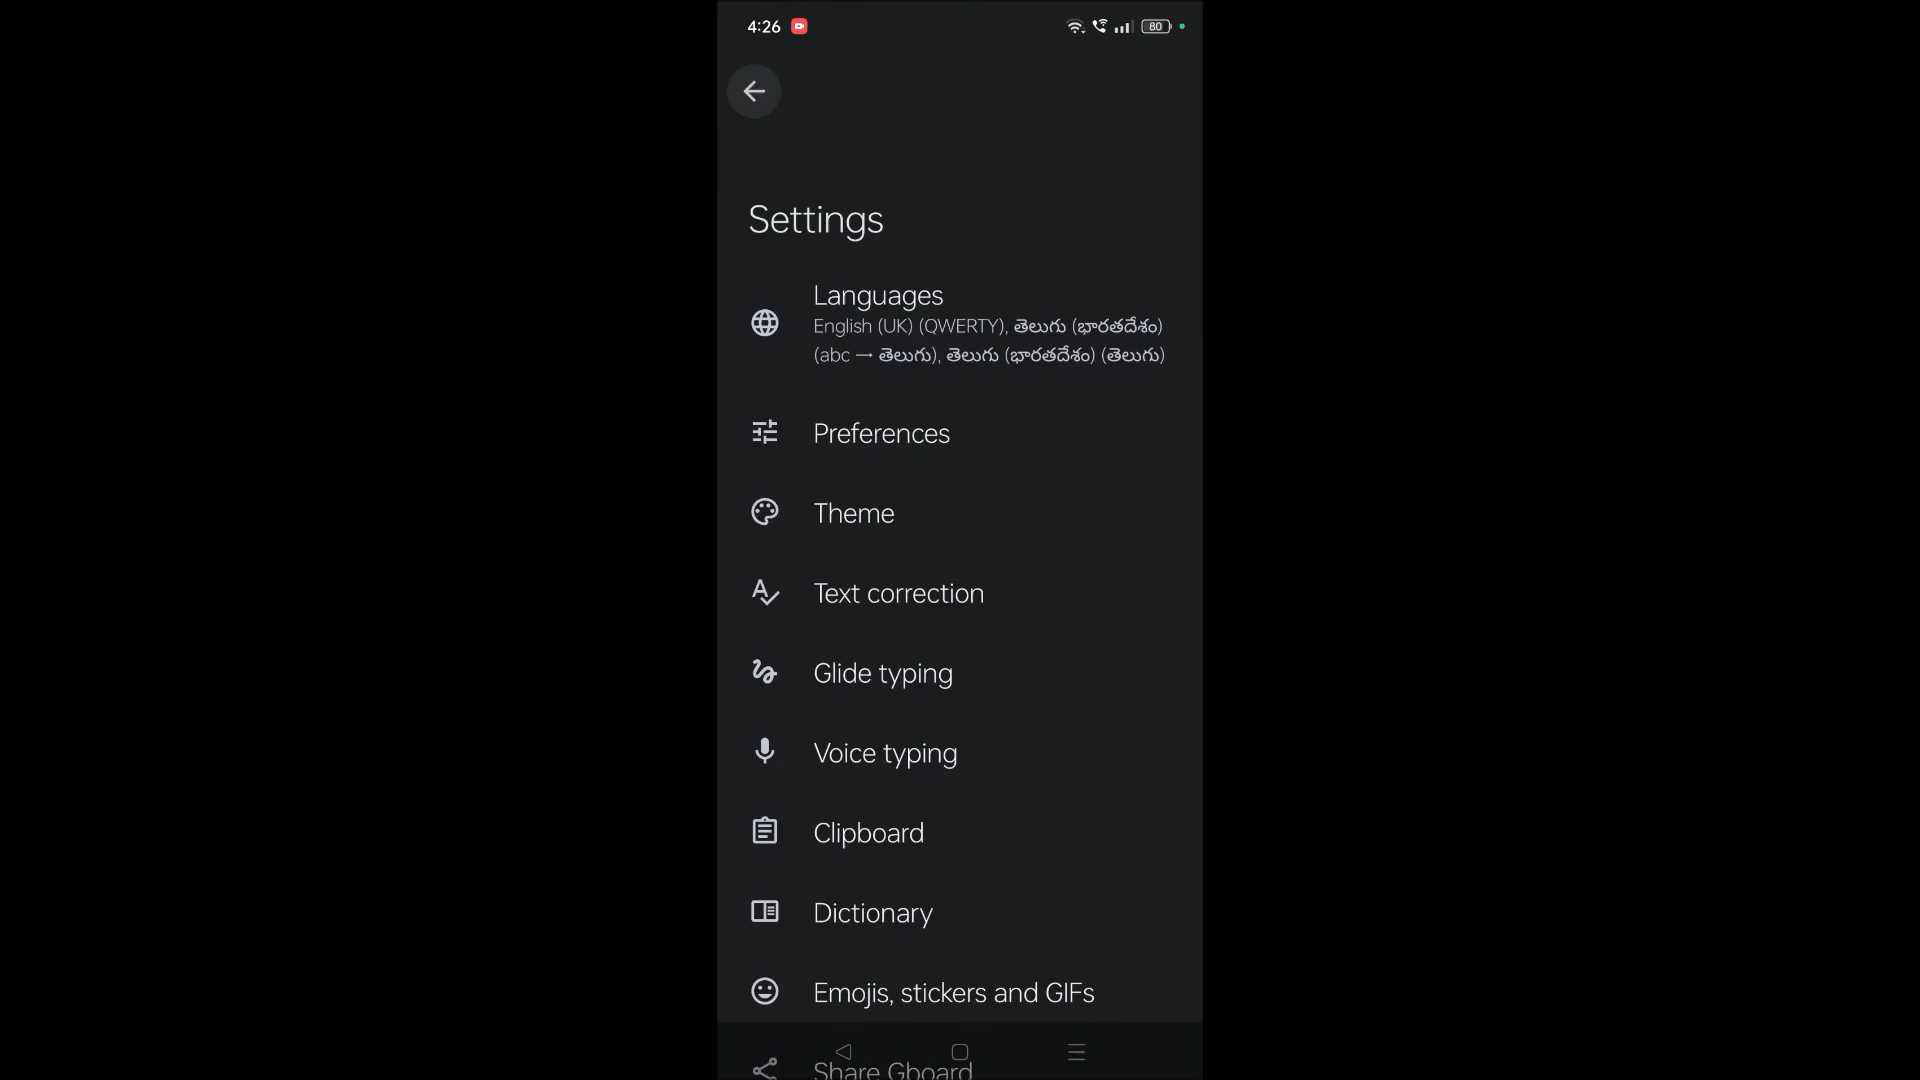 4:26
80
Settings
Languages
English (UK) (QWERTY), తెలుగు (భారతదేశం)
(abc → తెలుగు), తెలుగు (భారతదేశం) (తెలుగు)
Preferences
Theme
Text correction
Glide typing
Voice typing
Clipboard
Dictionary
Emojis, stickers and GIFs
Share Gboard